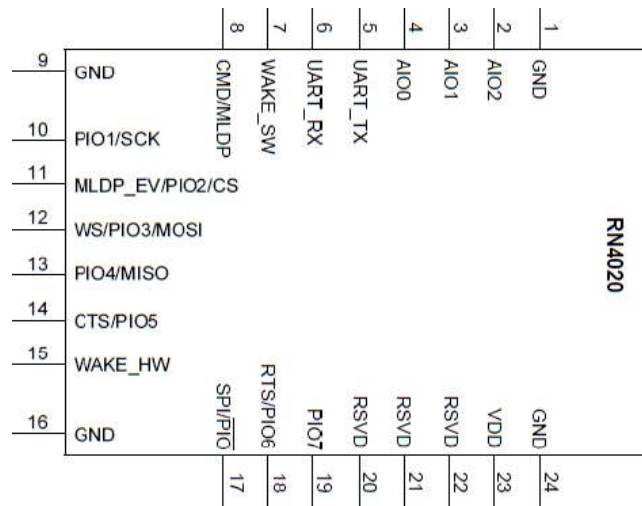 8 7 6 5 4 3 2 1
CMD/MLDP WAKE_SW UART_RX UART_TX AIO0 AIO1 AIO2 GND
9 GND
10 PIO1/SCK
11 MLDP_EV/PIO2/CS
12 WS/PIO3/MOSI
13 PIO4/MISO
14 CTS/PIO5
15 WAKE_HW
16 GND
RN4020
SPI/PIO RTS/PIO6 PIO7 RSVD RSVD RSVD VDD GND
17 18 19 20 21 22 23 24